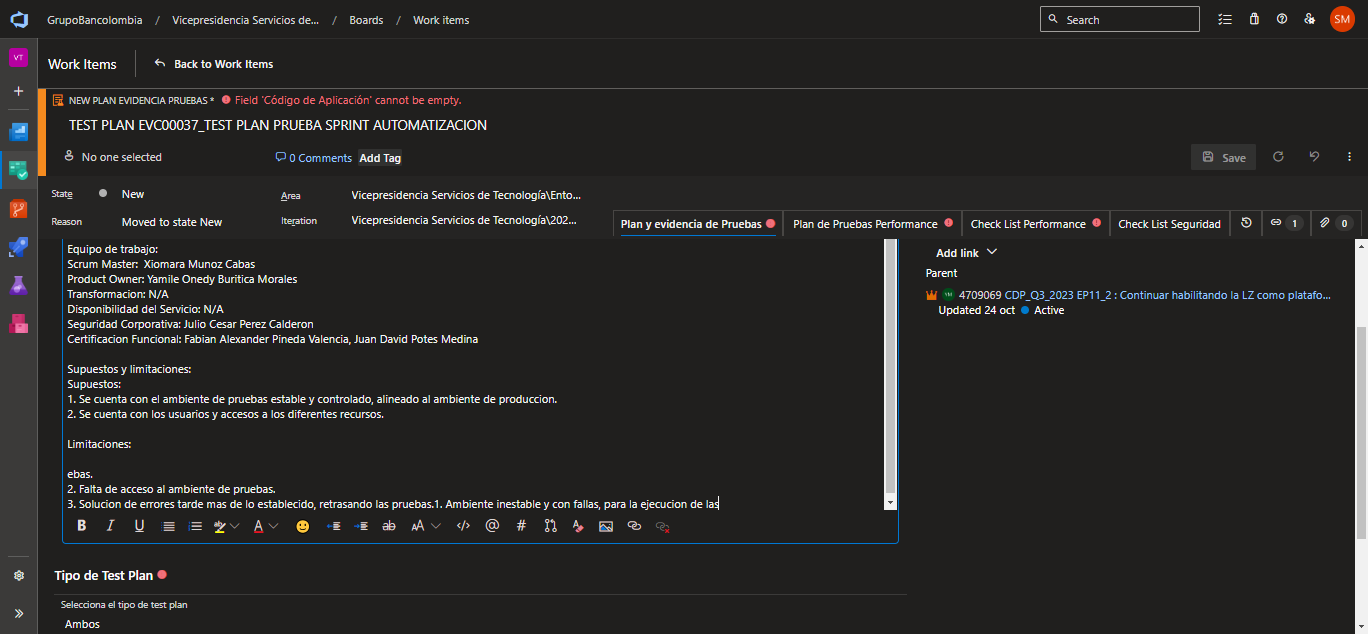 GrupoBancolombia / Vicepresidencia Servicios de... / Boards / Work items
Search
SM
VT
Work Items
Back to Work Items
NEW PLAN EVIDENCIA PRUEBAS * Field 'Código de Aplicación' cannot be empty.
TEST PLAN EVC00037_TEST PLAN PRUEBA SPRINT AUTOMATIZACION
No one selected
0 Comments
Add Tag
Save
State
New
Area
Vicepresidencia Servicios de Tecnología\Ento...
Reason
Moved to state New
Iteration
Vicepresidencia Servicios de Tecnología\202...
Plan y evidencia de Pruebas
Plan de Pruebas Performance
Check List Performance
Check List Seguridad
1
0
Equipo de trabajo:
Scrum Master: Xiomara Munoz Cabas
Product Owner: Yamile Onedy Buritica Morales
Transformacion: N/A
Disponibilidad del Servicio: N/A
Seguridad Corporativa: Julio Cesar Perez Calderon
Certificacion Funcional: Fabian Alexander Pineda Valencia, Juan David Potes Medina
Supuestos y limitaciones:
Supuestos:
1. Se cuenta con el ambiente de pruebas estable y controlado, alineado al ambiente de produccion.
2. Se cuenta con los usuarios y accesos a los diferentes recursos.
Limitaciones:
ebas.
2. Falta de acceso al ambiente de pruebas.
3. Solucion de errores tarde mas de lo establecido, retrasando las pruebas.1. Ambiente inestable y con fallas, para la ejecucion de las
Add link
Parent
4709069 CDP_Q3_2023 EP11_2 : Continuar habilitando la LZ como platafo...
Updated 24 oct Active
Tipo de Test Plan
Selecciona el tipo de test plan
Ambos